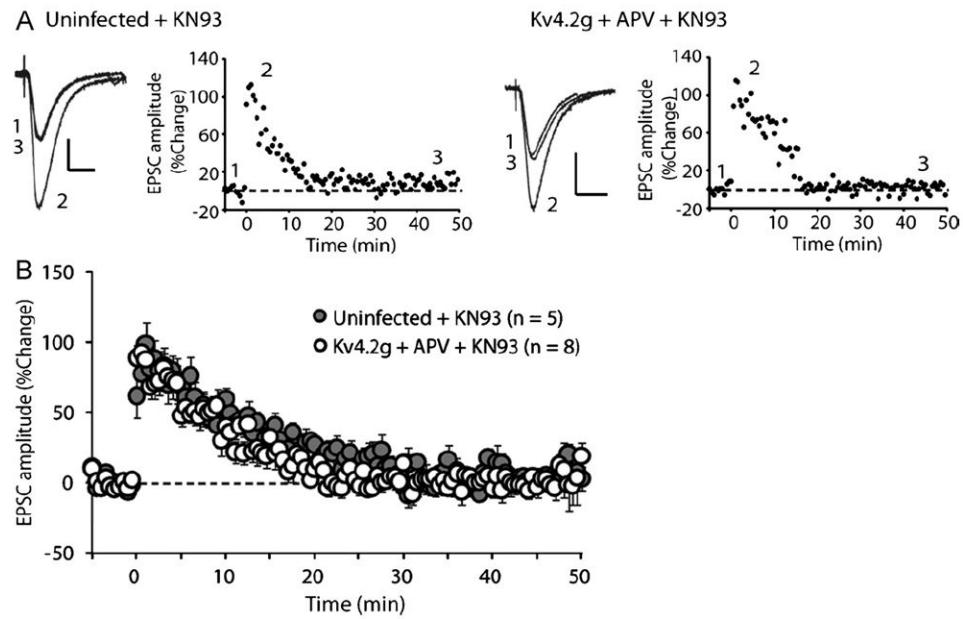 A Uninfected + KN93
Kv4.2g + APV + KN93
1
3
2
EPSC amplitude
(%Change)
140
100
60
20
-20
1
2
3
0 10 20 30 40 50
Time (min)
1
3
2
EPSC amplitude
(%Change)
140
100
60
20
-20
1
2
3
0 10 20 30 40 50
Time (min)
B
EPSC amplitude (%Change)
150
100
50
0
-50
Uninfected + KN93 (n = 5)
Kv4.2g + APV + KN93 (n = 8)
0 10 20 30 40 50
Time (min)